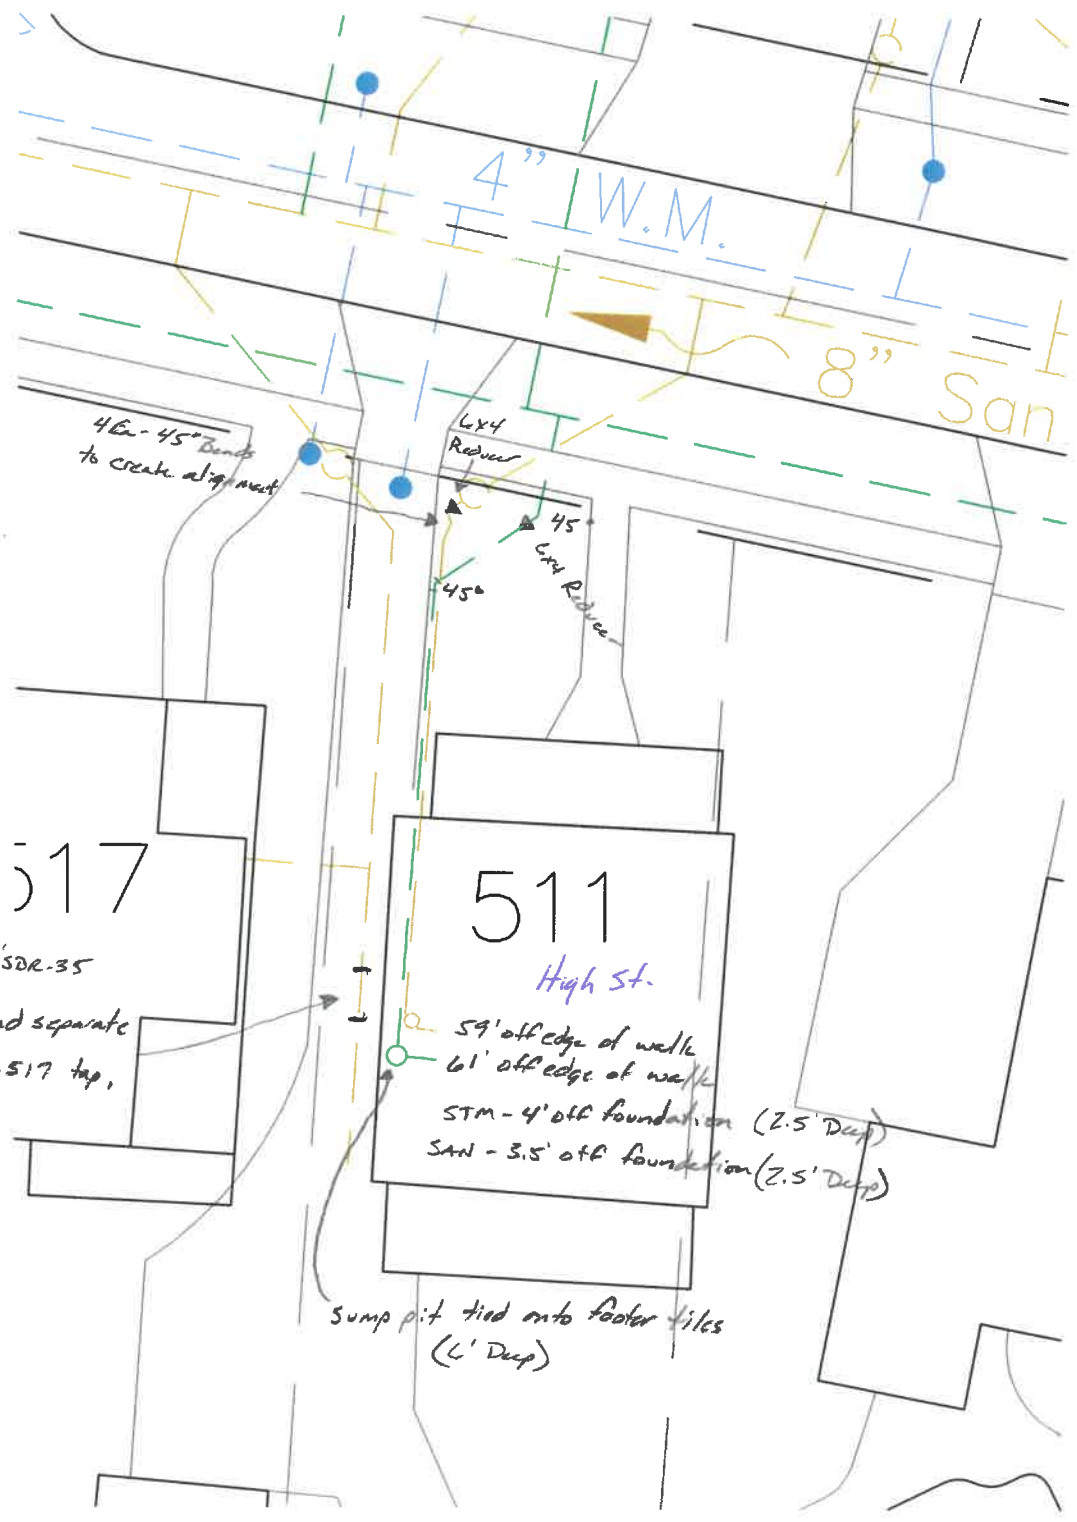 4" W.M.
8" San
4Ea-45° Bends
to create alignment
6x4
Reducer
45
6x4 Reducer
45°
517
511
High St.
SDR-35
separate
517 tap,
59' off edge of walk
61' off edge of walk
STM - 4' off foundation (2.5' Deep)
SAN - 3.5' off foundation (2.5' Deep)
Sump pit tied onto footer tiles
(6' Deep)